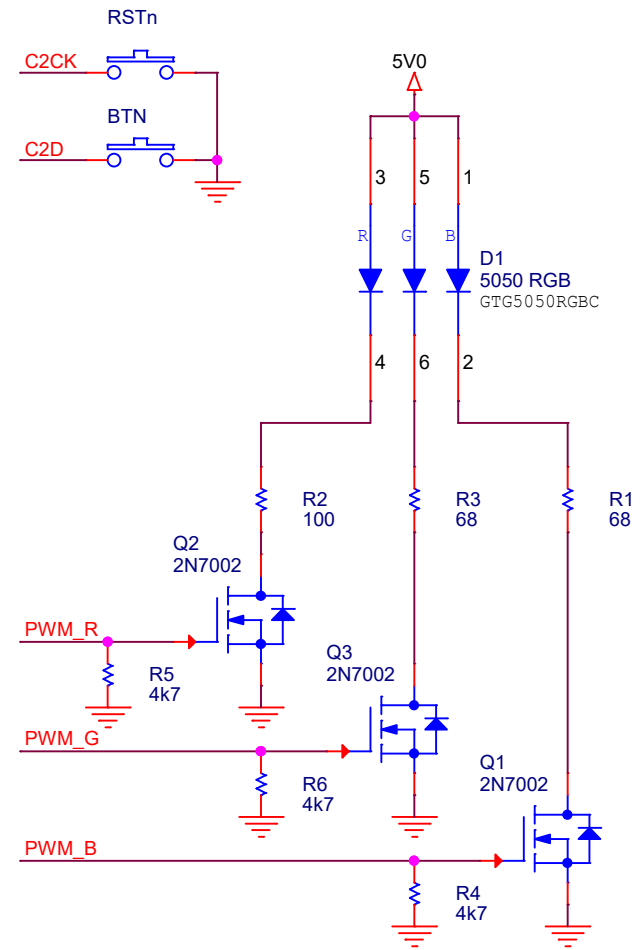 RSTn
C2CK
5V0
BTN
C2D
3 5 1
R G B
D1
5050 RGB
GTG5050RGBC
4 6 2
R2
100
R3
68
R1
68
Q2
2N7002
PWM_R
R5
4k7
Q3
2N7002
PWM_G
R6
4k7
Q1
2N7002
PWM_B
R4
4k7